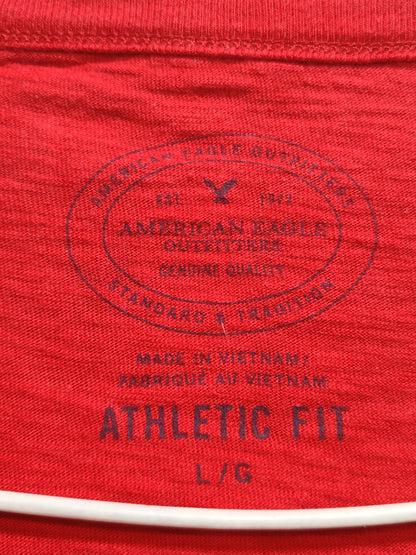 AMERICAN EAGLE OUTFITTERS
EST. 1977
AMERICAN EAGLE
OUTFITTERS
GENUINE QUALITY
STANDARD & TRADITION
MADE IN VIETNAM/
FABRIQUÉ AU VIETNAM
ATHLETIC FIT
L/G